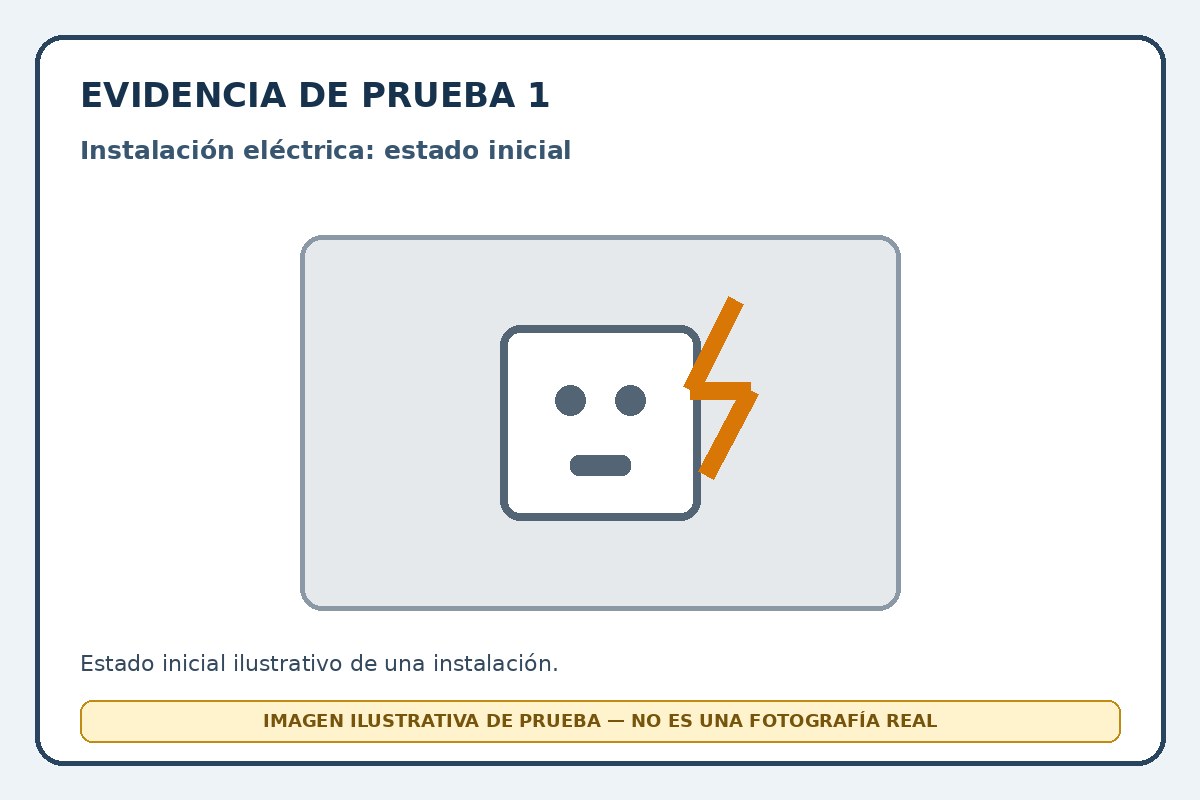 EVIDENCIA DE PRUEBA 1
Instalación eléctrica: estado inicial
Estado inicial ilustrativo de una instalación.
IMAGEN ILUSTRATIVA DE PRUEBA — NO ES UNA FOTOGRAFÍA REAL